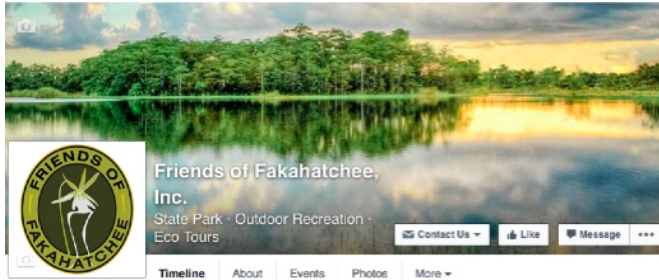 FRIENDS OF
FAKAHATCHEE
Friends of Fakahatchee,
Inc.
State Park · Outdoor Recreation ·
Eco Tours
Contact Us
Like
Message
Timeline About Events Photos More